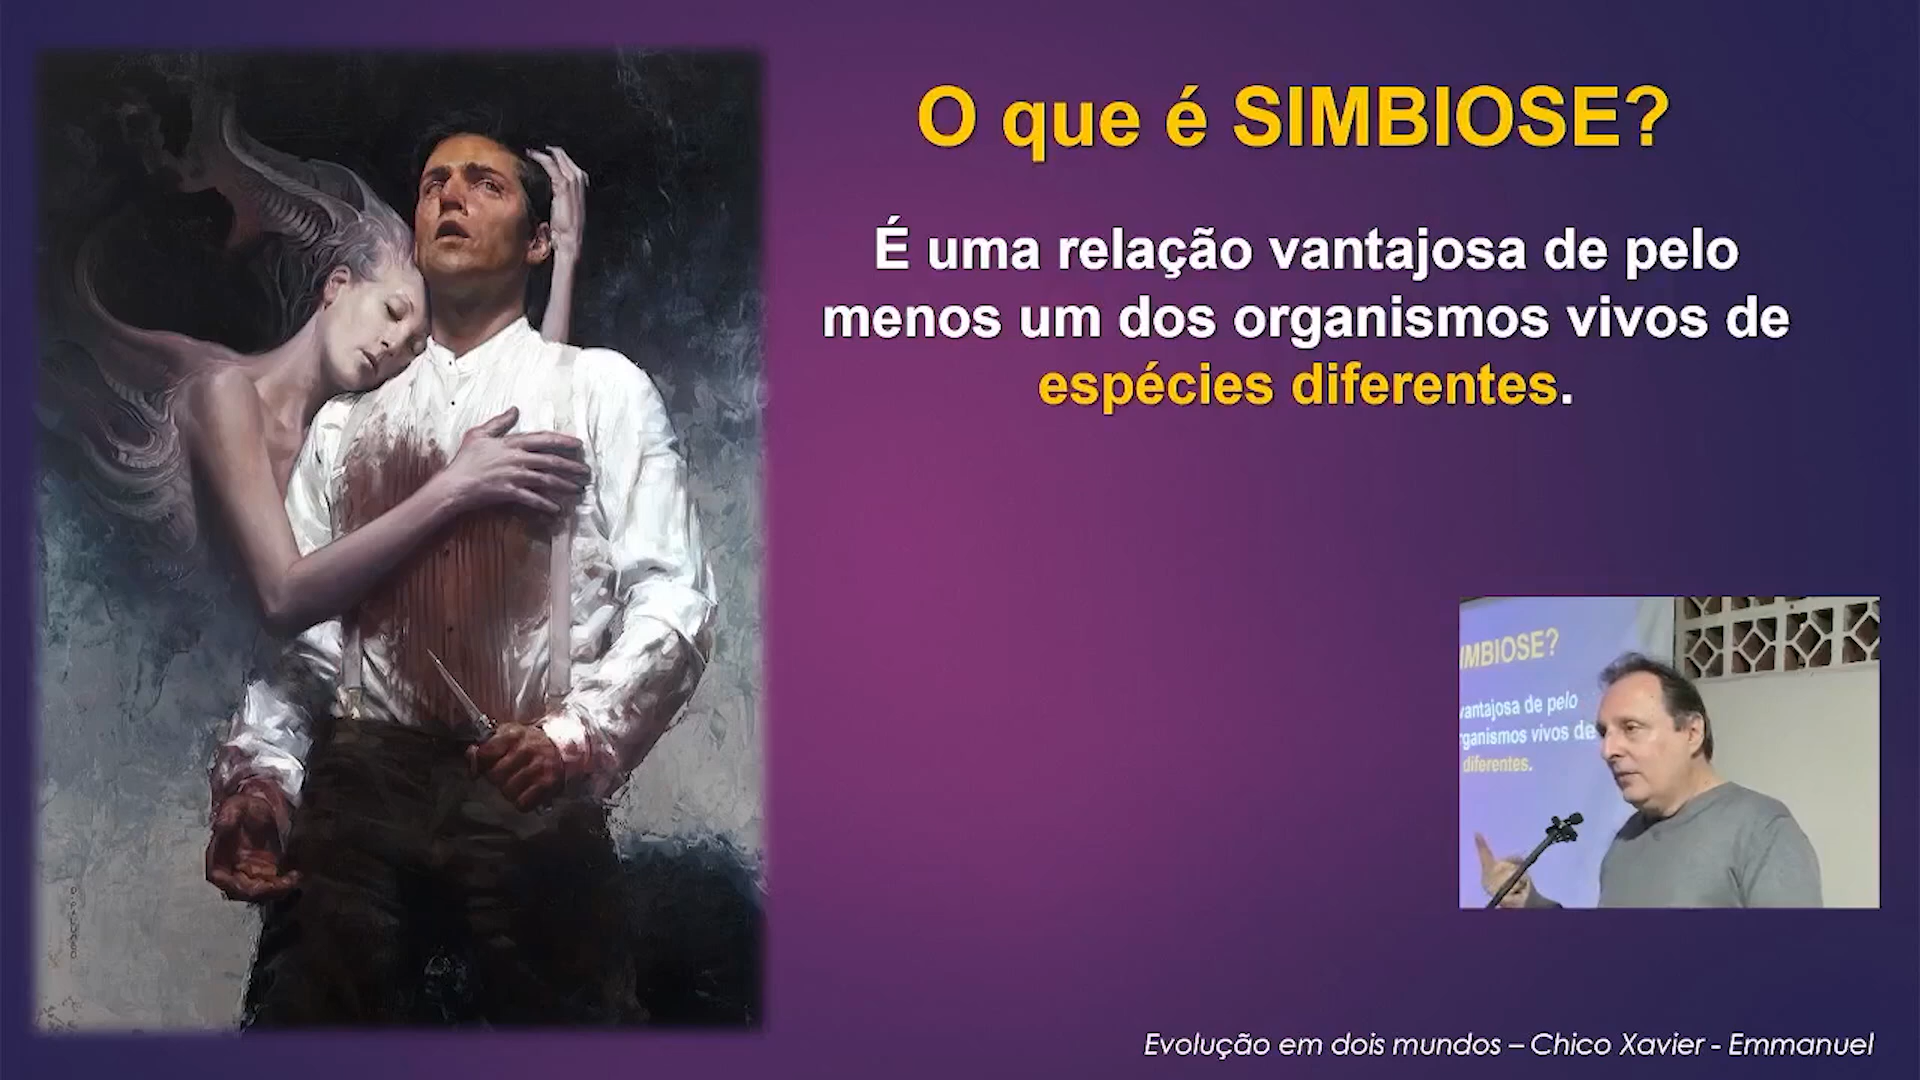 O que é SIMBIOSE?
É uma relação vantajosa de pelo
menos um dos organismos vivos de
espécies diferentes.
IMBIOSE?
vantajosa de pelo
rganismos vivos de
diferentes.
Evolução em dois mundos – Chico Xavier - Emmanuel